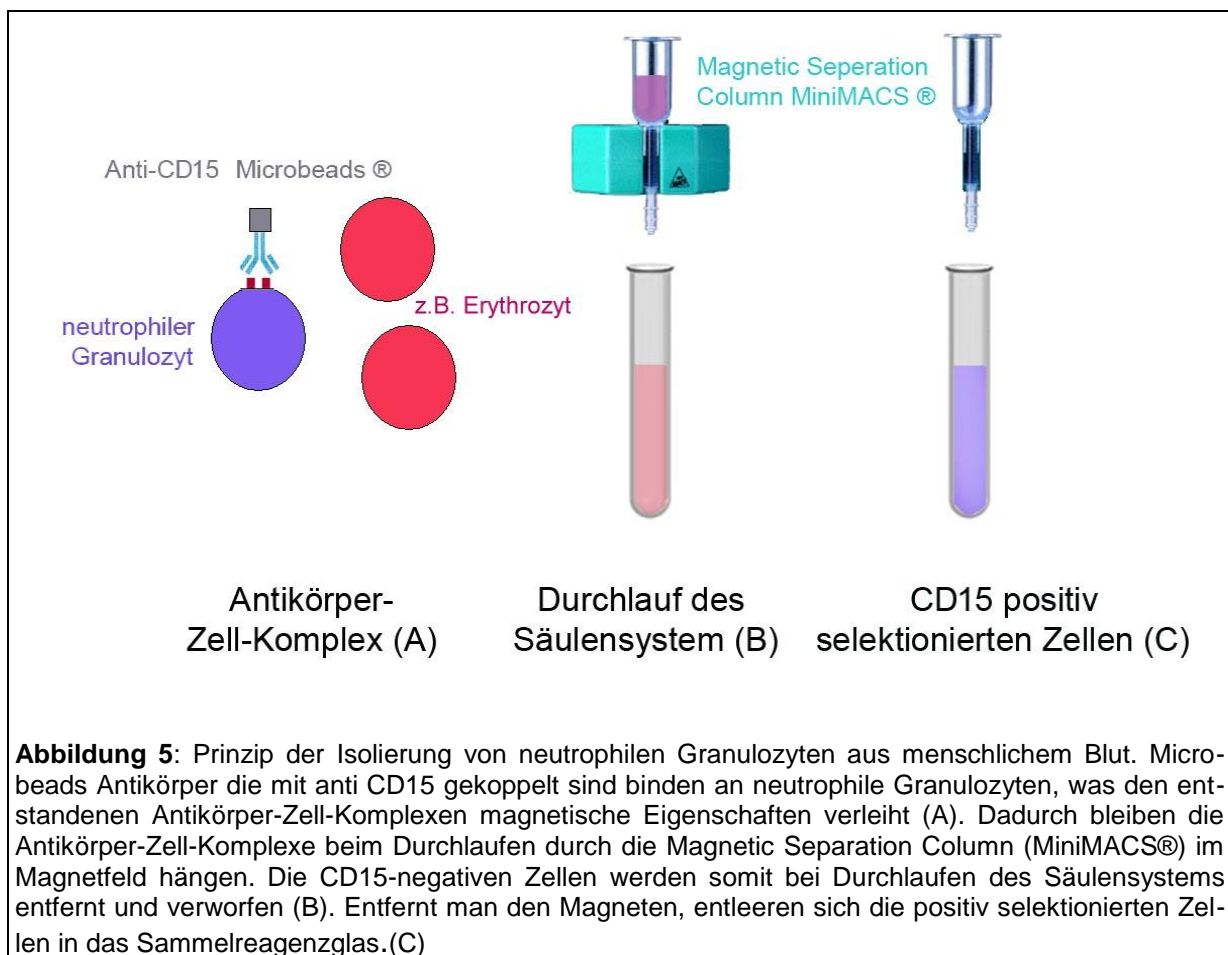 Magnetic Seperation
Column MiniMACS ®
Anti-CD15 Microbeads ®
z.B. Erythrozyt
neutrophiler
Granulozyt
Antikörper-
Zell-Komplex (A)
Durchlauf des
Säulensystem (B)
CD15 positiv
selektionierten Zellen (C)
Abbildung 5: Prinzip der Isolierung von neutrophilen Granulozyten aus menschlichem Blut. Micro-
beads Antikörper die mit anti CD15 gekoppelt sind binden an neutrophile Granulozyten, was den ent-
standenen Antikörper-Zell-Komplexen magnetische Eigenschaften verleiht (A). Dadurch bleiben die
Antikörper-Zell-Komplexe beim Durchlaufen durch die Magnetic Separation Column (MiniMACS®) im
Magnetfeld hängen. Die CD15-negativen Zellen werden somit bei Durchlaufen des Säulensystems
entfernt und verworfen (B). Entfernt man den Magneten, entleeren sich die positiv selektionierten Zel-
len in das Sammelreagenzglas.(C)